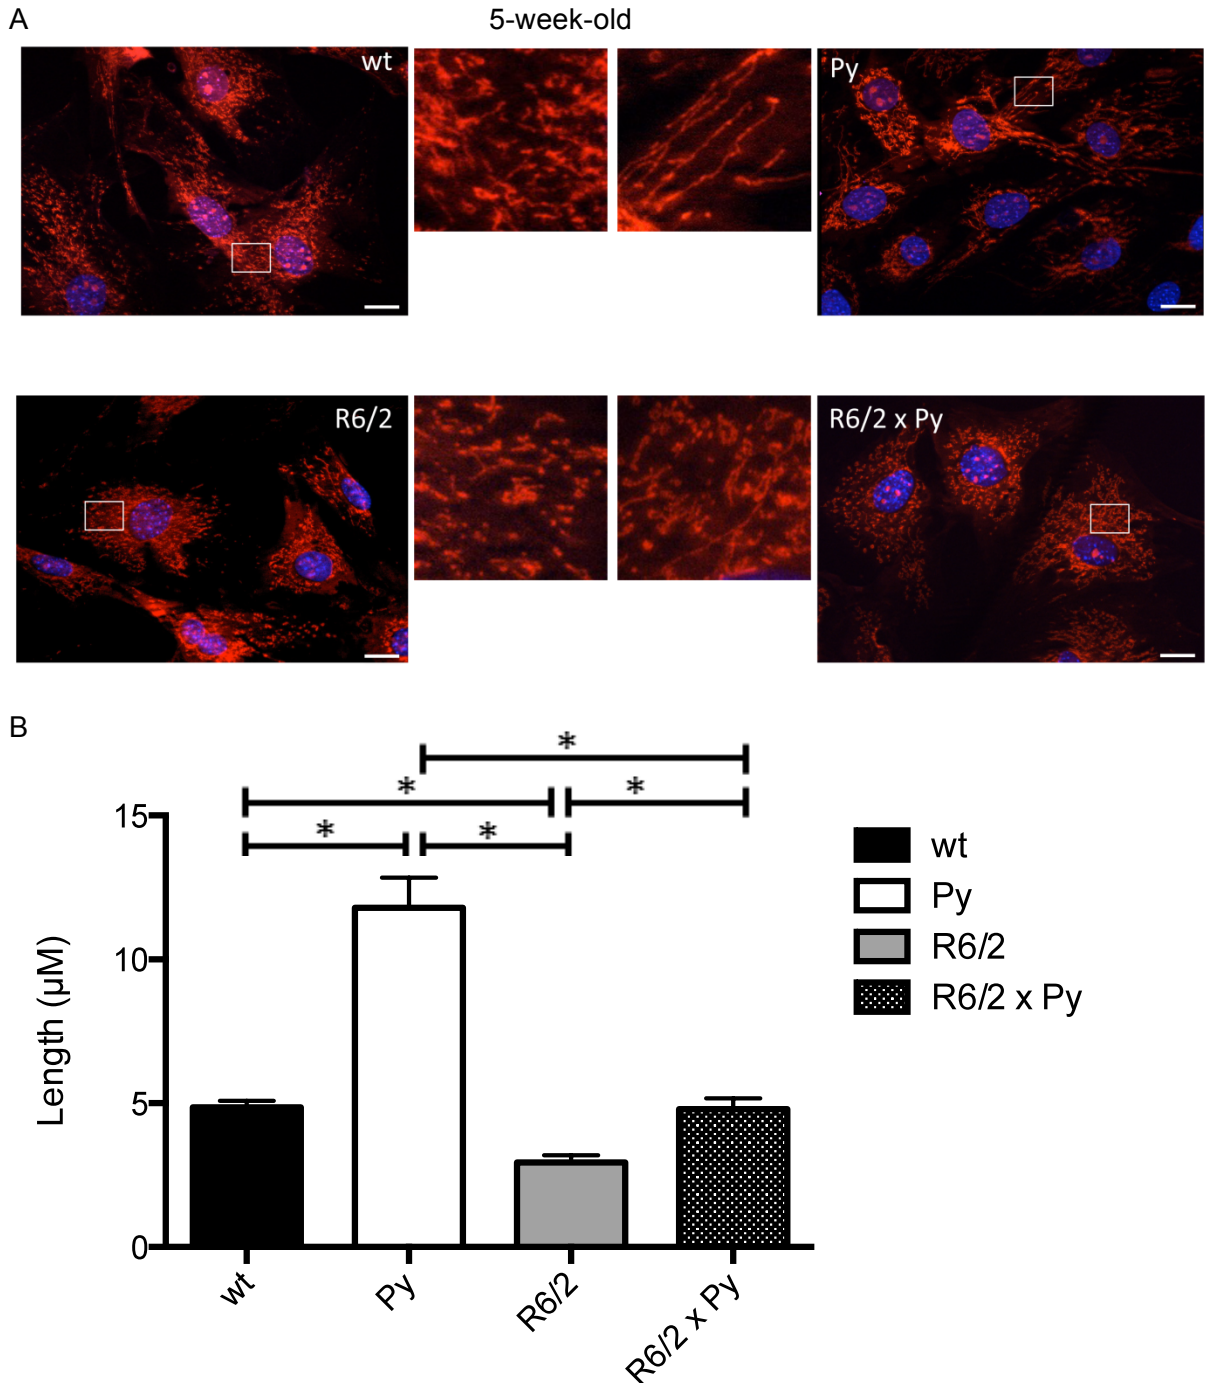 A
5-week-old
wt
Py
R6/2
R6/2 x Py
B
*
*
*
*
*
15
10
5
0
Length (µM)
wt
Py
R6/2
R6/2 x Py
wt
Py
R6/2
R6/2 x Py